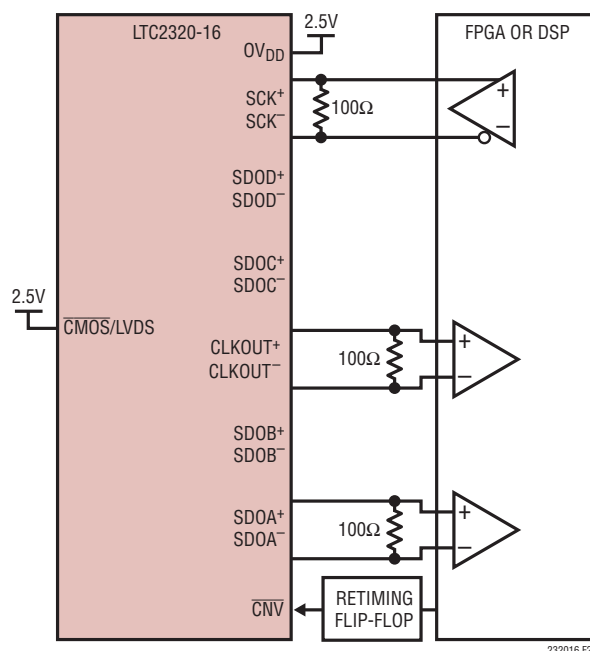 LTC2320-16
2.5V
OVDD
FPGA OR DSP
SCK+
SCK–
100Ω
+
–
SDOD+
SDOD–
SDOC+
SDOC–
2.5V
CMOS/LVDS
CLKOUT+
CLKOUT–
100Ω
+
–
SDOB+
SDOB–
SDOA+
SDOA–
100Ω
+
–
CNV
RETIMING
FLIP-FLOP